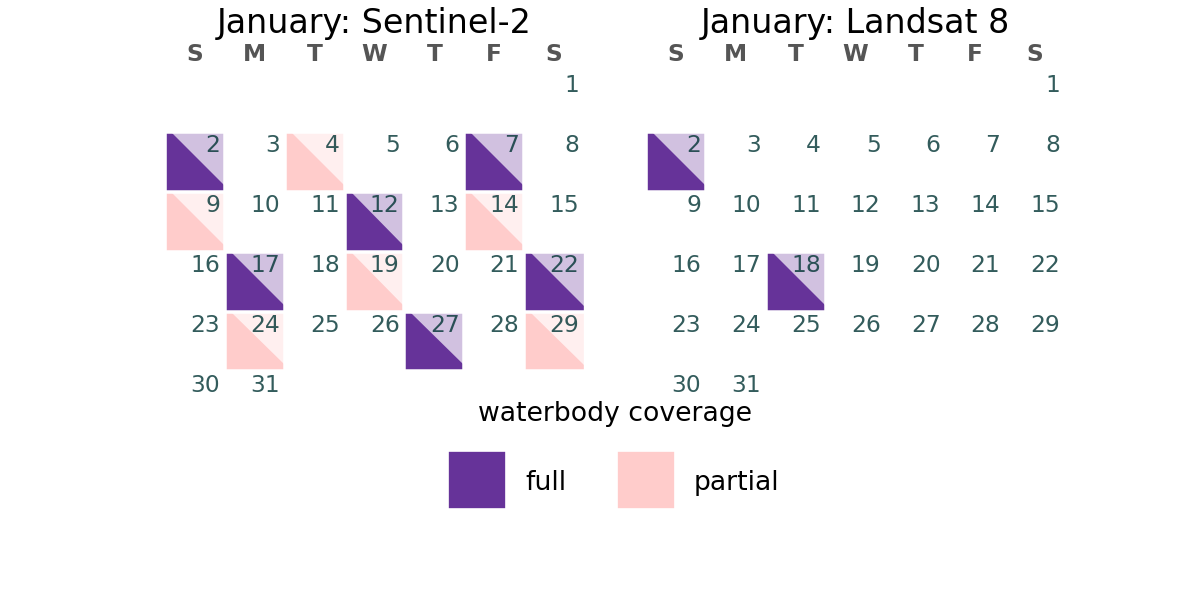 January: Sentinel-2
S M T W T F S
1
2 3 4 5 6 7 8
9 10 11 12 13 14 15
16 17 18 19 20 21 22
23 24 25 26 27 28 29
30 31
January: Landsat 8
S M T W T F S
1
2 3 4 5 6 7 8
9 10 11 12 13 14 15
16 17 18 19 20 21 22
23 24 25 26 27 28 29
30 31
waterbody coverage
full
partial